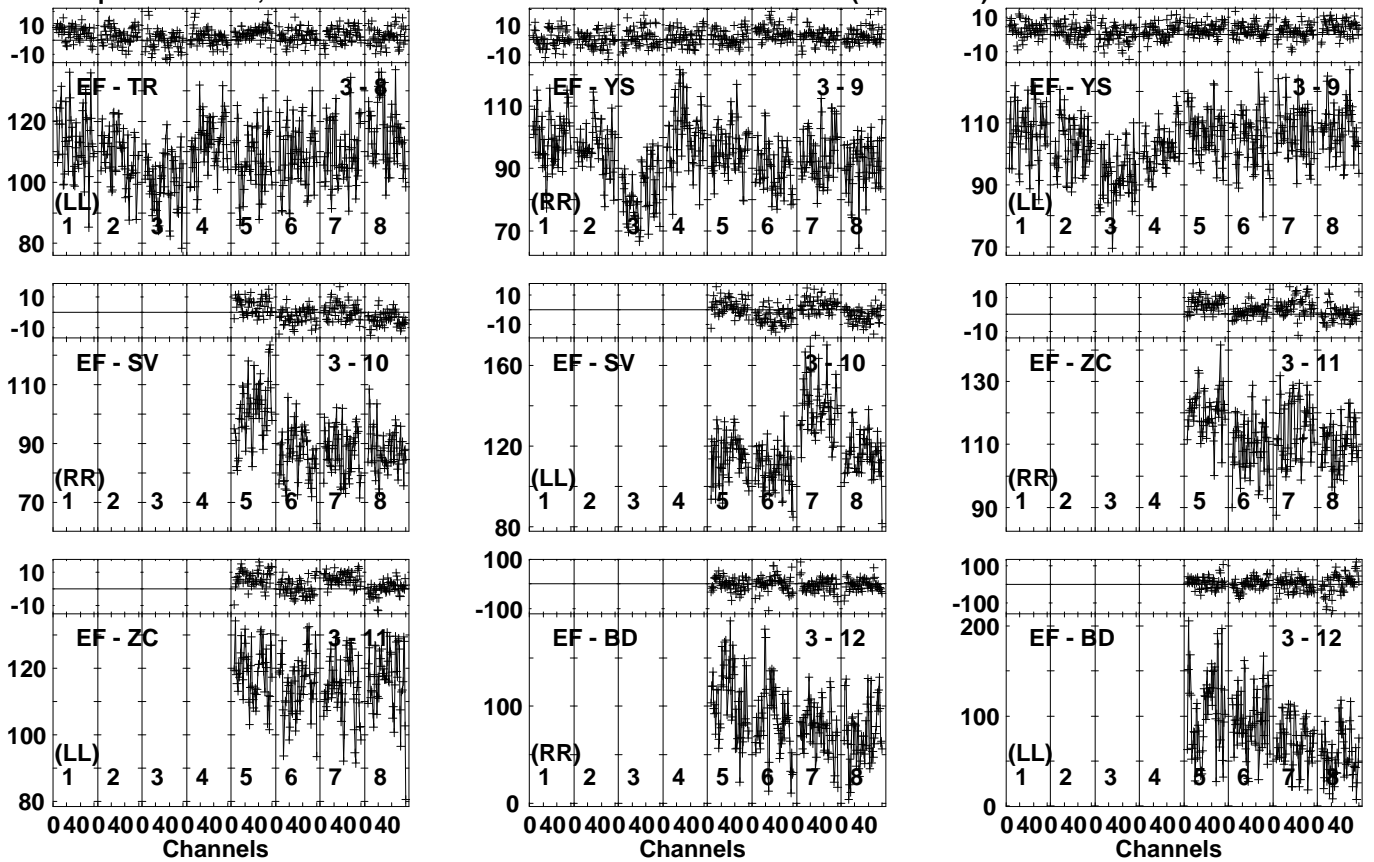 10 10 10
-10 -10 -10
EF - TR 3 - 8 EF - YS 3 - 9 EF - YS 3 - 9
120 110 110
100 90 90
(LL) (RR) (LL)
1 2 3 4 5 6 7 8 1 2 3 4 5 6 7 8 1 2 3 4 5 6 7 8
80 70 70
10 10 10
-10 -10 -10
EF - SV 3 - 10 EF - SV 3 - 10 EF - ZC 3 - 11
110 160 130
90 120 110
(RR) (LL) (RR)
1 2 3 4 5 6 7 8 1 2 3 4 5 6 7 8 1 2 3 4 5 6 7 8
70 80 90
10 100 100
-10 -100 -100
EF - ZC 3 - 11 EF - BD 3 - 12 EF - BD 3 - 12
200
120 100 100
100
(LL) (RR) (LL)
1 2 3 4 5 6 7 8 1 2 3 4 5 6 7 8 1 2 3 4 5 6 7 8
80 0 0
0 40 0 40 0 40 0 40 0 40 0 40 0 40 0 40 0 40 0 40 0 40 0 40 0 40 0 40 0 40 0 40 0 40 0 40 0 40 0 40 0 40 0 40 0 40 0 40
Channels Channels Channels